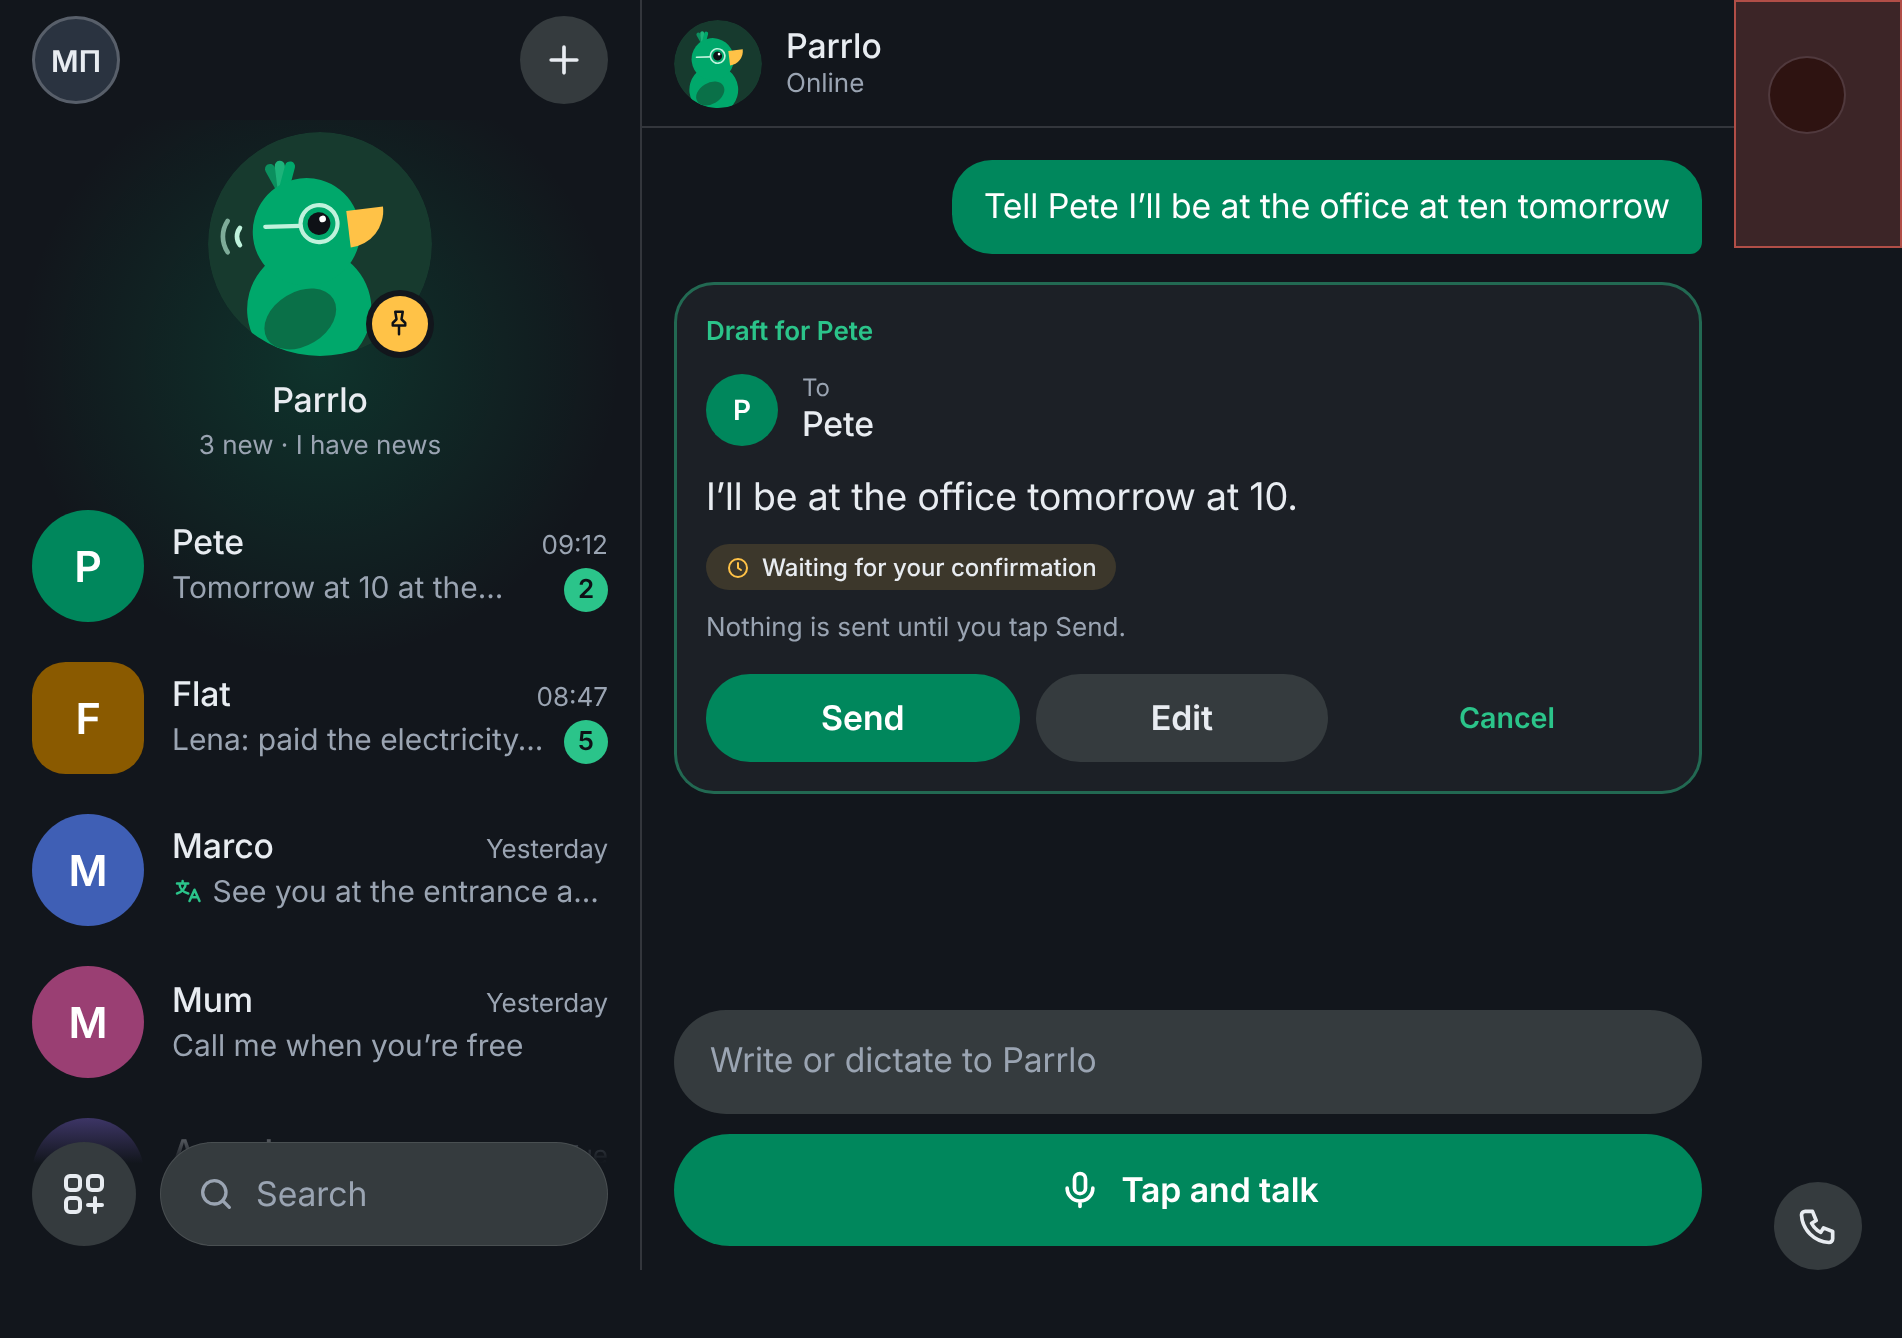 МП
Parrlo
3 new · I have news
Pete
09:12
Tomorrow at 10 at the...
2
Flat
08:47
Lena: paid the electricity...
5
Marco
Yesterday
See you at the entrance a...
Mum
Yesterday
Call me when you’re free
Search
P
F
M
M
Parrlo
Online
Tell Pete I’ll be at the office at ten tomorrow
Draft for Pete
P
To
Pete
I’ll be at the office tomorrow at 10.
Waiting for your confirmation
Nothing is sent until you tap Send.
Send
Edit
Cancel
Write or dictate to Parrlo
Tap and talk